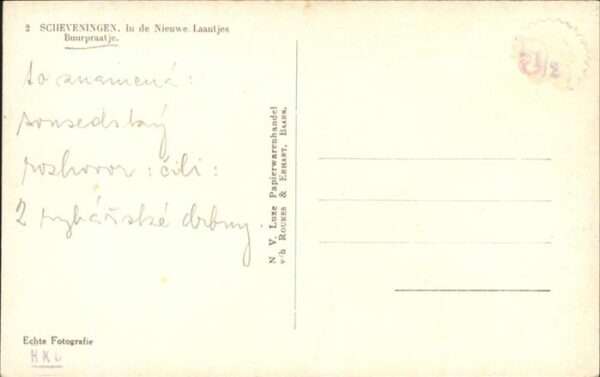 2 SCHEVENINGEN. In de Nieuwe Laantjes
Buurpraatje.
to znamená:
sousedský
rozhovor: čili:
2 rybářské drbny.
N. V. Luxe Papierwarenhandel
v/h ROUKES & ERHART, BAARN.
Echte Fotografie